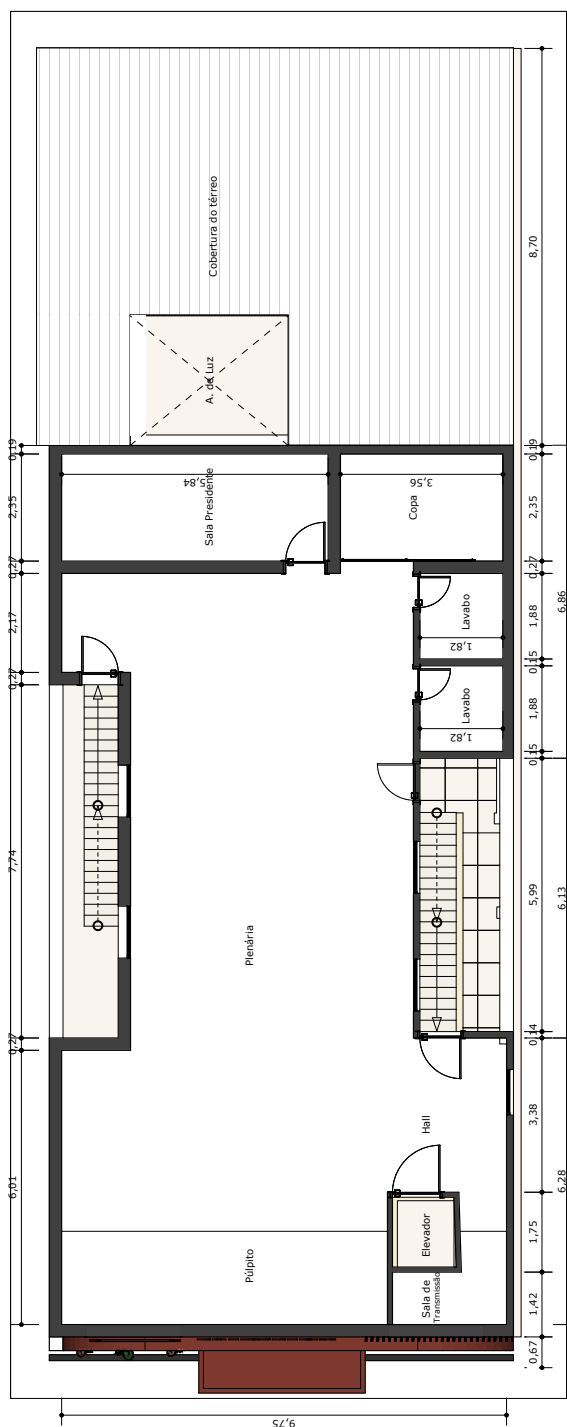 Cobertura do térreo
8,70
A. de Luz
0,19
0,19
5,84
3,56
2,35
Sala Presidente
Copa
2,35
0,27
0,27
2,17
Lavabo
1,88
6,86
1,82
0,27
0,15
Lavabo
1,88
1,82
0,15
7,74
Plenária
5,99
6,13
0,27
0,14
Hall
3,38
6,01
6,28
Elevador
1,75
Púlpito
Sala de
Transmissão
1,42
0,67
9,75